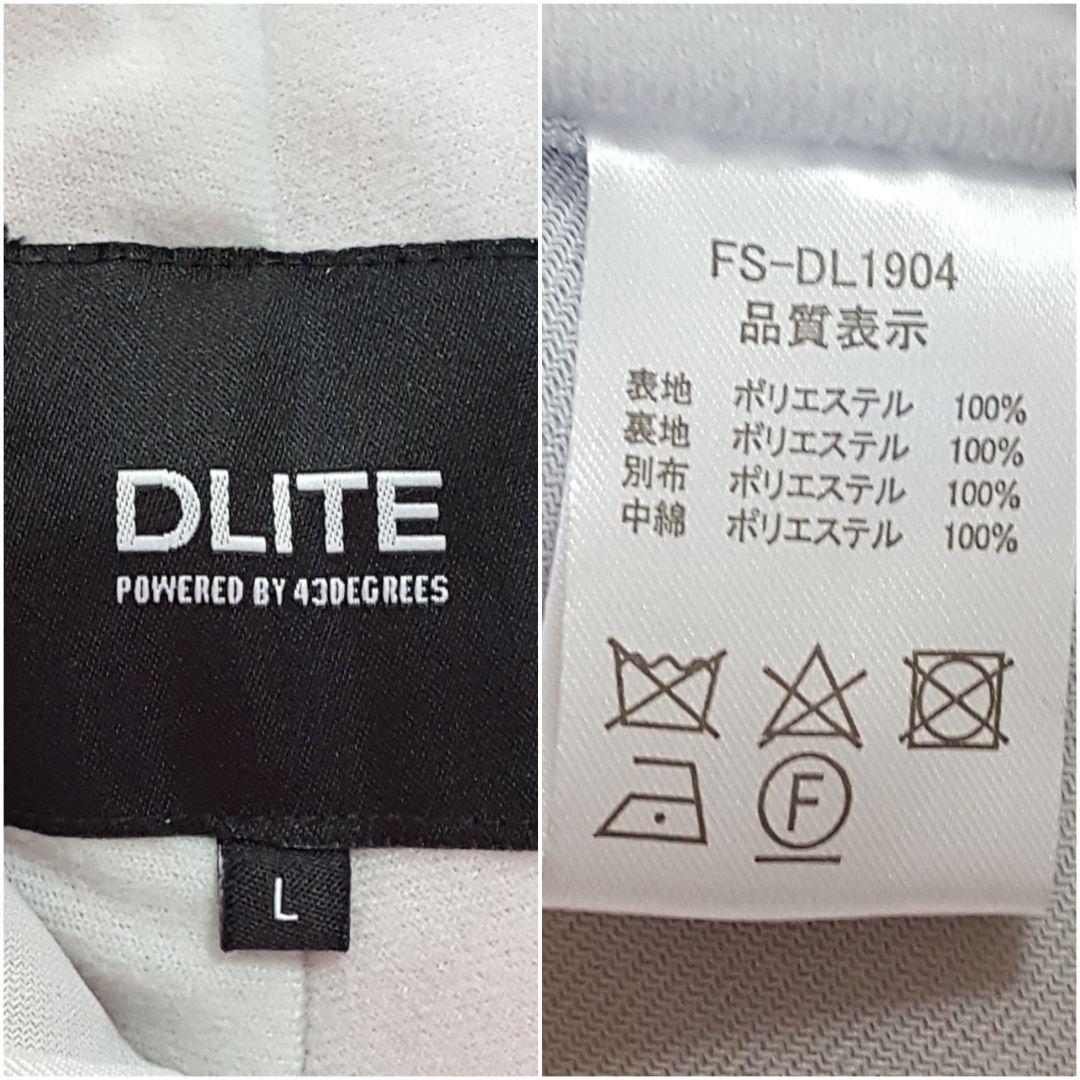 DLITE
POWERED BY 43DEGREES
L
FS-DL1904
品質表示
表地 ポリエステル 100%
裏地 ポリエステル 100%
別布 ポリエステル 100%
中綿 ポリエステル 100%
F